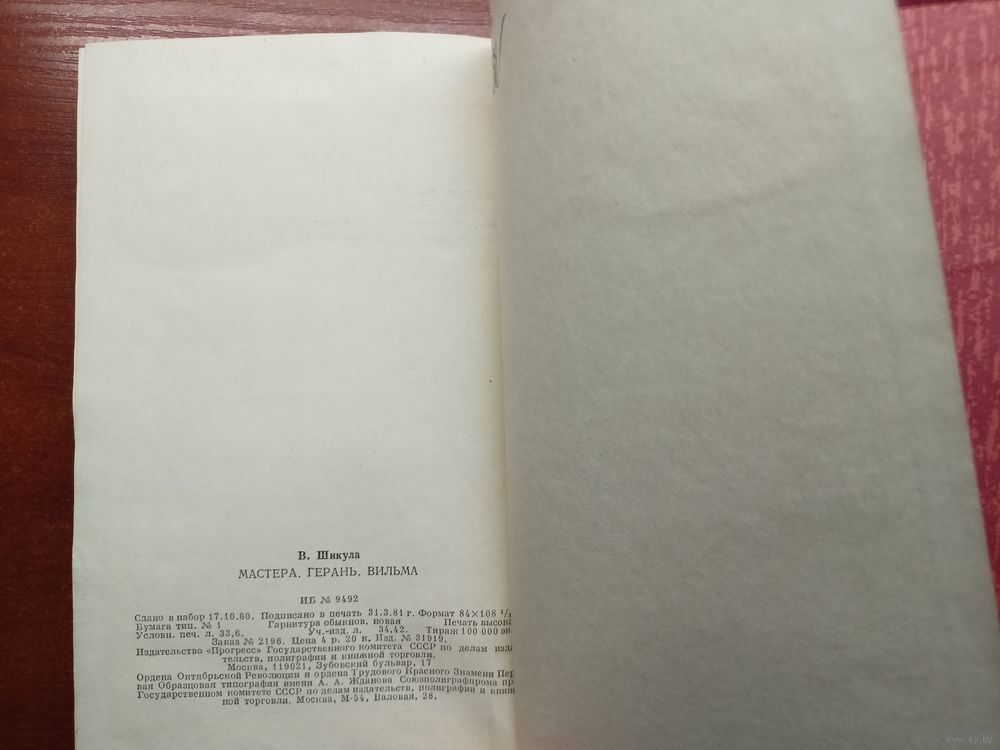 В. Шикула
МАСТЕРА. ГЕРАНЬ. ВИЛЬМА
ИБ № 9492
Сдано в набор 17.10.80. Подписано в печать 31.3.81 г. Формат 84×108 ¹/
Бумага тип. № 1 Гарнитура обыкнов. новая Печать высок
Условн. печ. л. 33,6. Уч.-изд. л. 34,42. Тираж 100 000 эк
Заказ № 2196. Цена 4 р. 20 к. Изд. № 31919.
Издательство «Прогресс» Государственного комитета СССР по делам изда
тельств, полиграфии и книжной торговли.
Москва, 119021, Зубовский бульвар, 17
Ордена Октябрьской Революции и ордена Трудового Красного Знамени Пер
вая Образцовая типография имени А. А. Жданова Союзполиграфпрома пр
Государственном комитете СССР по делам издательств, полиграфии и книж
ной торговли. Москва, М-54, Валовая, 28.
www.ay.by